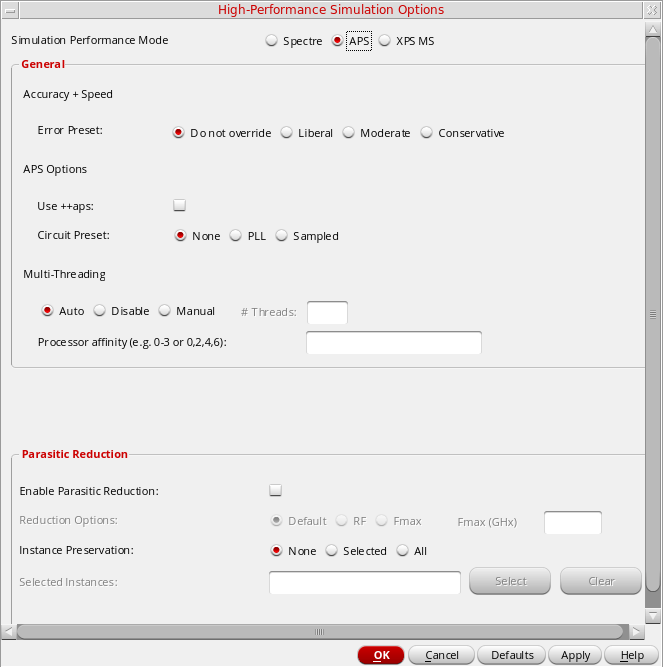 High-Performance Simulation Options
Simulation Performance Mode Spectre APS XPS MS
General
Accuracy + Speed
Error Preset: Do not override Liberal Moderate Conservative
APS Options
Use ++aps:
Circuit Preset: None PLL Sampled
Multi-Threading
Auto Disable Manual # Threads:
Processor affinity (e.g. 0-3 or 0,2,4,6):
Parasitic Reduction
Enable Parasitic Reduction:
Reduction Options: Default RF Fmax Fmax (GHx)
Instance Preservation: None Selected All
Selected Instances: Select Clear
OK Cancel Defaults Apply Help